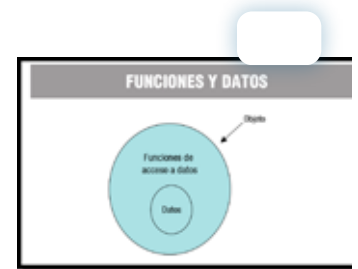 FUNCIONES Y DATOS
Objeto
Funciones de
acceso a datos
Datos